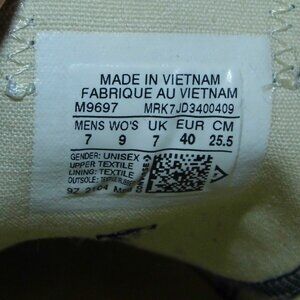 MADE IN VIETNAM
FABRIQUE AU VIETNAM
M9697 MRK7JD3400409
MENS WO'S UK EUR CM
7 9 7 40 25.5
GENDER: UNISEX
UPPER TEXTILE
LINING: TEXTILE
OUTSOLE: